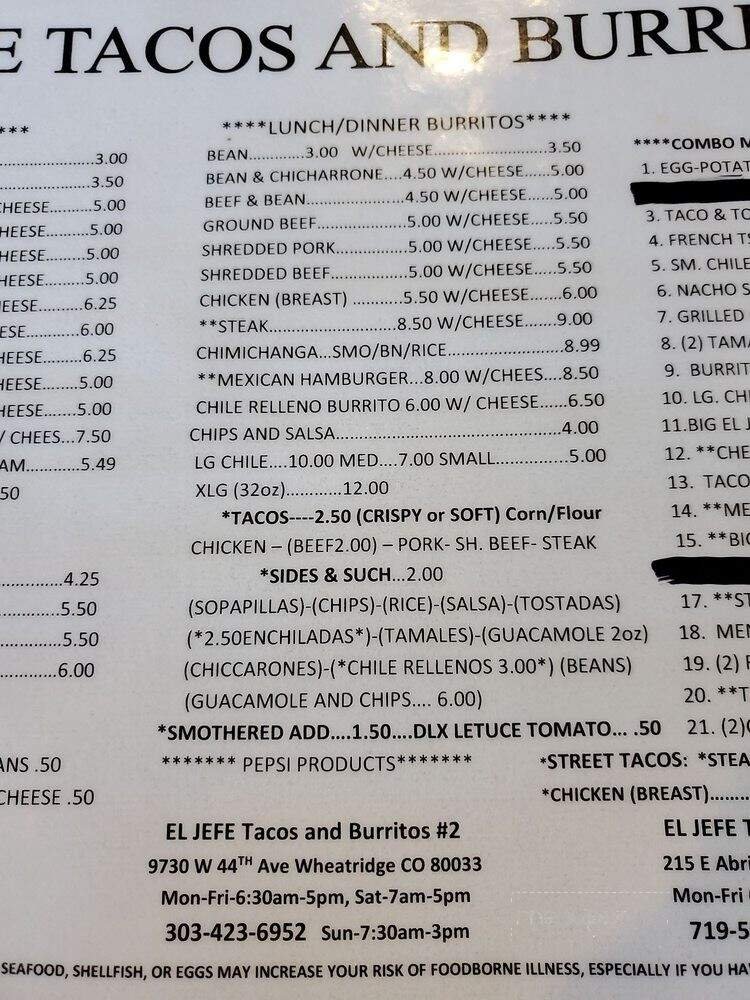 E TACOS AND BURRI
****LUNCH/DINNER BURRITOS****
BEAN............3.00 W/CHEESE........................3.50
BEAN & CHICHARRONE....4.50 W/CHEESE......5.00
BEEF & BEAN.....................4.50 W/CHEESE......5.00
GROUND BEEF...................5.00 W/CHEESE.....5.50
SHREDDED PORK...............5.00 W/CHEESE.....5.50
SHREDDED BEEF...................5.00 W/CHEESE.....5.50
CHICKEN (BREAST) ...........5.50 W/CHEESE.......6.00
**STEAK............................8.50 W/CHEESE.......9.00
CHIMICHANGA...SMO/BN/RICE.........................8.99
**MEXICAN HAMBURGER...8.00 W/CHEES....8.50
CHILE RELLENO BURRITO 6.00 W/ CHEESE......6.50
CHIPS AND SALSA................................................4.00
LG CHILE....10.00 MED....7.00 SMALL................5.00
XLG (32oz)............12.00
*TACOS----2.50 (CRISPY or SOFT) Corn/Flour
CHICKEN – (BEEF2.00) – PORK- SH. BEEF- STEAK
*SIDES & SUCH...2.00
(SOPAPILLAS)-(CHIPS)-(RICE)-(SALSA)-(TOSTADAS)
(*2.50ENCHILADAS*)-(TAMALES)-(GUACAMOLE 2oz)
(CHICCARONES)-(*CHILE RELLENOS 3.00*) (BEANS)
(GUACAMOLE AND CHIPS.... 6.00)
*SMOTHERED ADD....1.50....DLX LETUCE TOMATO... .50
******* PEPSI PRODUCTS*******
EL JEFE Tacos and Burritos #2
9730 W 44TH Ave Wheatridge CO 80033
Mon-Fri-6:30am-5pm, Sat-7am-5pm
303-423-6952 Sun-7:30am-3pm
***
3.00
3.50
HEESE..........5.00
HEESE.........5.00
HEESE.........5.00
HEESE.........5.00
EESE..........6.25
ESE...........6.00
HEESE........6.25
HEESE.........5.00
HEESE.........5.00
/ CHEES...7.50
AM............5.49
50
..............4.25
5.50
5.50
..............6.00
ANS .50
CHEESE .50
****COMBO M
1. EGG-POTAT
3. TACO & TO
4. FRENCH TS
5. SM. CHILE
6. NACHO S
7. GRILLED
8. (2) TAMA
9. BURRIT
10. LG. CHI
11.BIG EL J
12. **CHE
13. TACO
14. **ME
15. **BIG
17. **ST
18. MEN
19. (2) F
20. **T
21. (2)C
*STREET TACOS: *STEA
*CHICKEN (BREAST)........
EL JEFE T
215 E Abri
Mon-Fri
719-5
SEAFOOD, SHELLFISH, OR EGGS MAY INCREASE YOUR RISK OF FOODBORNE ILLNESS, ESPECIALLY IF YOU HA